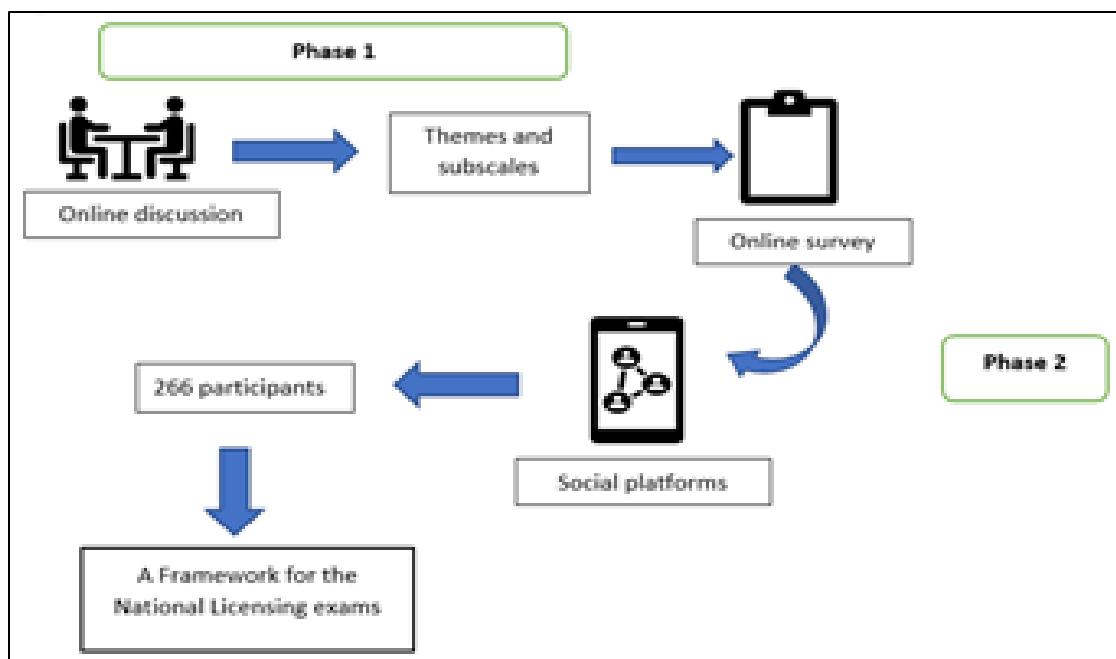 Phase 1
Online discussion
Themes and
subscales
Online survey
Phase 2
266 participants
Social platforms
A Framework for the
National Licensing exams